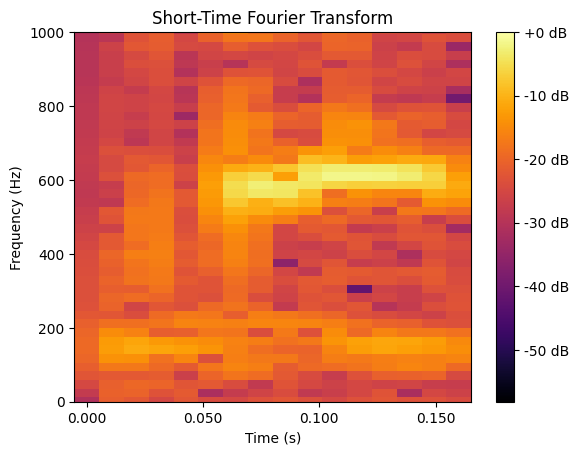 Short-Time Fourier Transform
1000
800
600
400
200
0
Frequency (Hz)
0.000
0.050
0.100
0.150
Time (s)
+0 dB
-10 dB
-20 dB
-30 dB
-40 dB
-50 dB